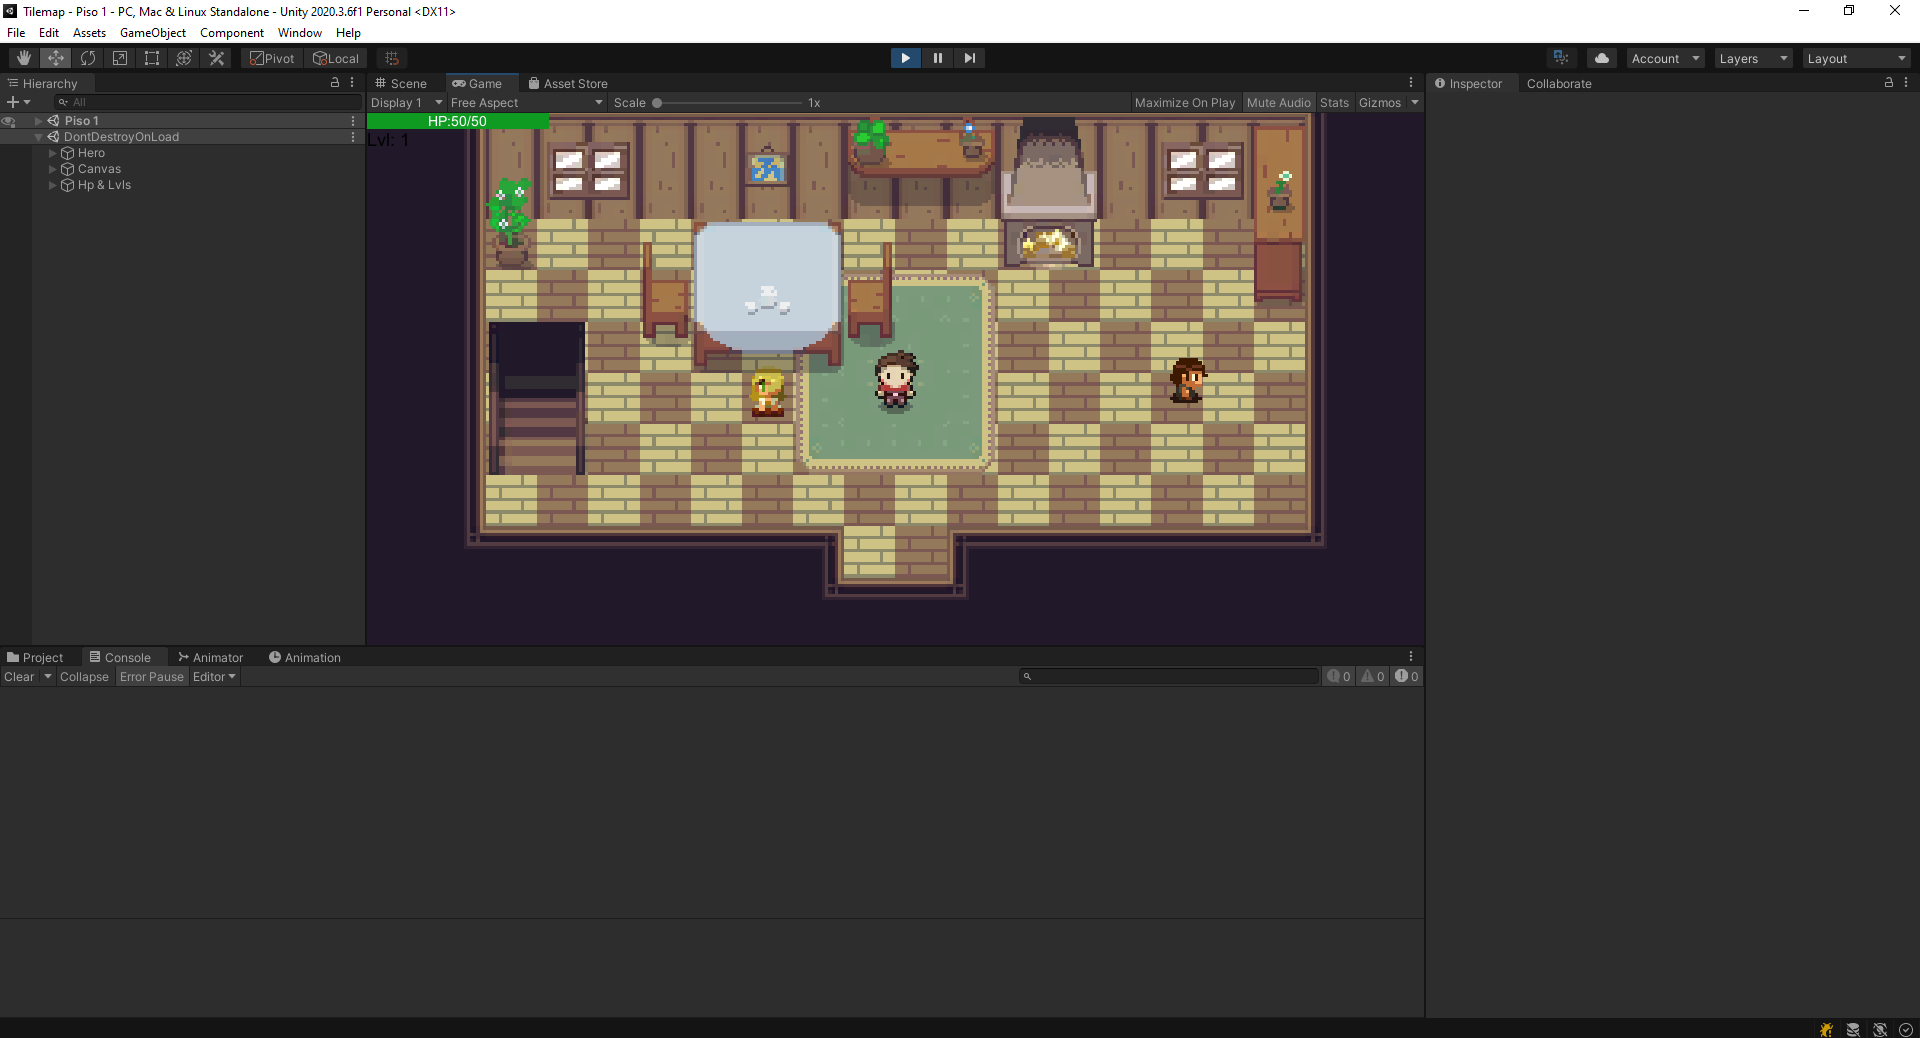 Tilemap - Piso 1 - PC, Mac & Linux Standalone - Unity 2020.3.6f1 Personal <DX11>
File Edit Assets GameObject Component Window Help
Pivot Local Account Layers Layout
Hierarchy
All
Piso 1
DontDestroyOnLoad
Hero
Canvas
Hp & Lvls
Scene Game Asset Store
Display 1 Free Aspect Scale 1x Maximize On Play Mute Audio Stats Gizmos
HP:50/50
Lvl: 1
Inspector Collaborate
Project Console Animator Animation
Clear Collapse Error Pause Editor 0 0 0